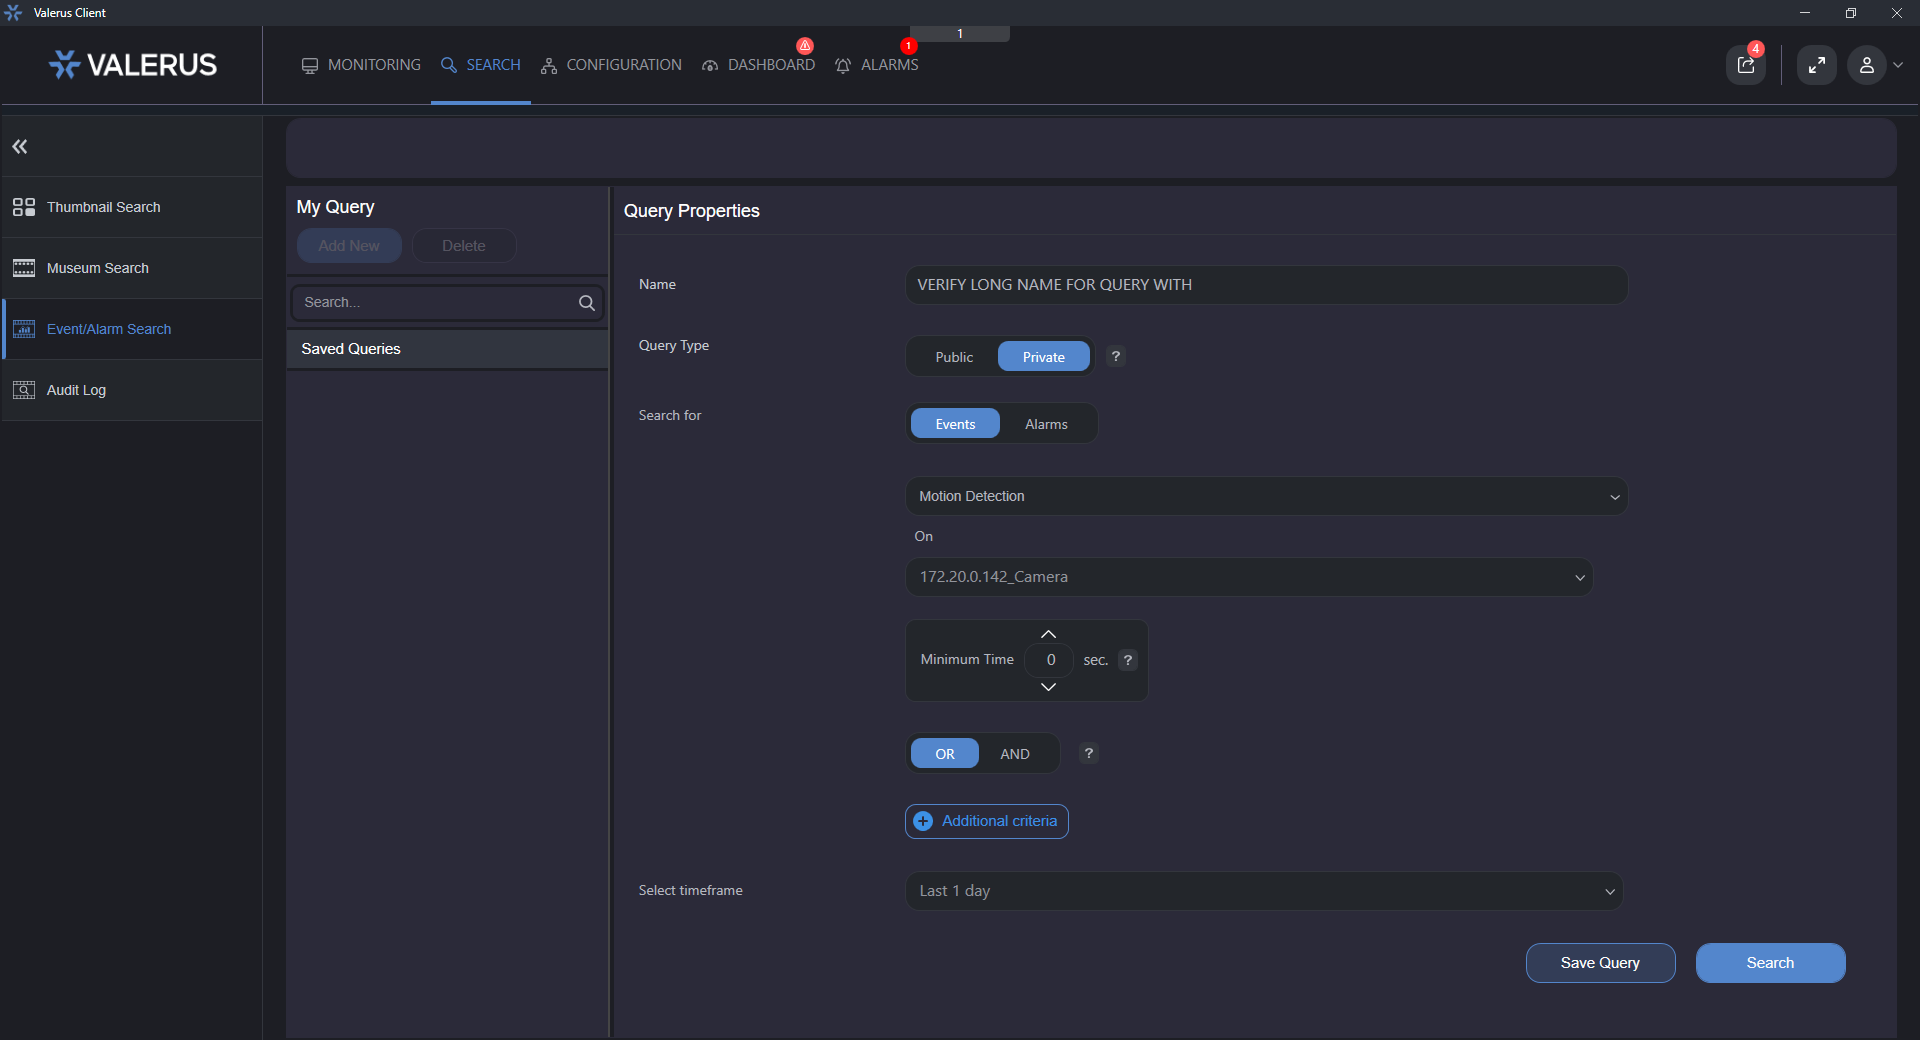 Valerus Client
1
VALERUS
MONITORING
SEARCH
CONFIGURATION
DASHBOARD
1
ALARMS
4
Thumbnail Search
Museum Search
Event/Alarm Search
Audit Log
My Query
Add New
Delete
Search...
Saved Queries
Query Properties
Name
VERIFY LONG NAME FOR QUERY WITH
Query Type
Public
Private
?
Search for
Events
Alarms
Motion Detection
On
172.20.0.142_Camera
Minimum Time
0
sec.
?
OR
AND
?
Additional criteria
Select timeframe
Last 1 day
Save Query
Search